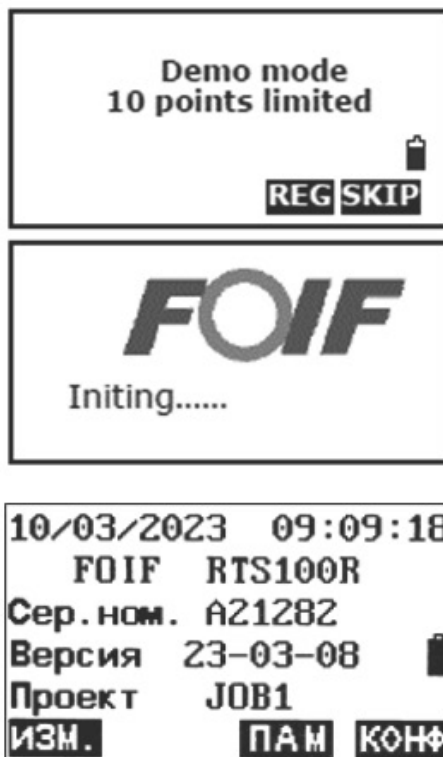 Demo mode
10 points limited
REG SKIP
FOIF
Initing......
10/03/2023 09:09:18
FOIF RTS100R
Сер.ном. A21282
Версия 23-03-08
Проект JOB1
ИЗМ. ПАМ КОНФ